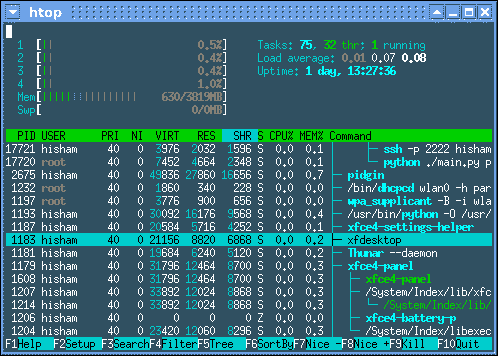 htop
1 [|| 0.5%] Tasks: 75, 32 thr; 1 running
2 [|| 0.4%] Load average: 0.01 0.07 0.08
3 [|| 0.4%] Uptime: 1 day, 13:27:36
4 [|| 1.0%]
Mem[|||||||||||||||||||| 630/3819MB]
Swp[ 0/0MB]
PID USER PRI NI VIRT RES SHR S CPU% MEM% Command
17721 hisham 40 0 3976 2032 1596 S 0.0 0.1 ssh -p 2222 hisham
17720 root 40 0 7452 4664 2348 S 0.0 0.1 python ./main.py p
2675 hisham 40 0 49836 27860 16656 S 0.0 0.7 pidgin
1232 root 40 0 1860 340 228 S 0.0 0.0 /bin/dhcpcd wlan0 -h par
1197 root 40 0 3776 900 656 S 0.0 0.0 wpa_supplicant -B -i wla
1193 hisham 40 0 30092 16176 9568 S 0.0 0.4 /usr/bin/python -O /usr/
1187 hisham 40 0 20584 5716 4252 S 0.0 0.1 xfce4-settings-helper
1183 hisham 40 0 21156 8820 6868 S 0.0 0.2 xfdesktop
1181 hisham 40 0 19684 6240 5120 S 0.0 0.2 Thunar --daemon
1179 hisham 40 0 31796 12464 8700 S 0.0 0.3 xfce4-panel
1608 hisham 40 0 31796 12464 8700 S 0.0 0.3 xfce4-panel
1207 hisham 40 0 33892 12024 8868 S 0.0 0.3 /System/Index/lib/xfc
1214 hisham 40 0 33892 12024 8868 S 0.0 0.3 /System/Index/lib/
1206 hisham 40 0 0 0 0 Z 0.0 0.0 xfce4-battery-p
1204 hisham 40 0 23420 12060 8296 S 0.0 0.3 /System/Index/libexec
F1Help F2Setup F3SearchF4FilterF5Tree F6SortByF7Nice -F8Nice +F9Kill F10Quit